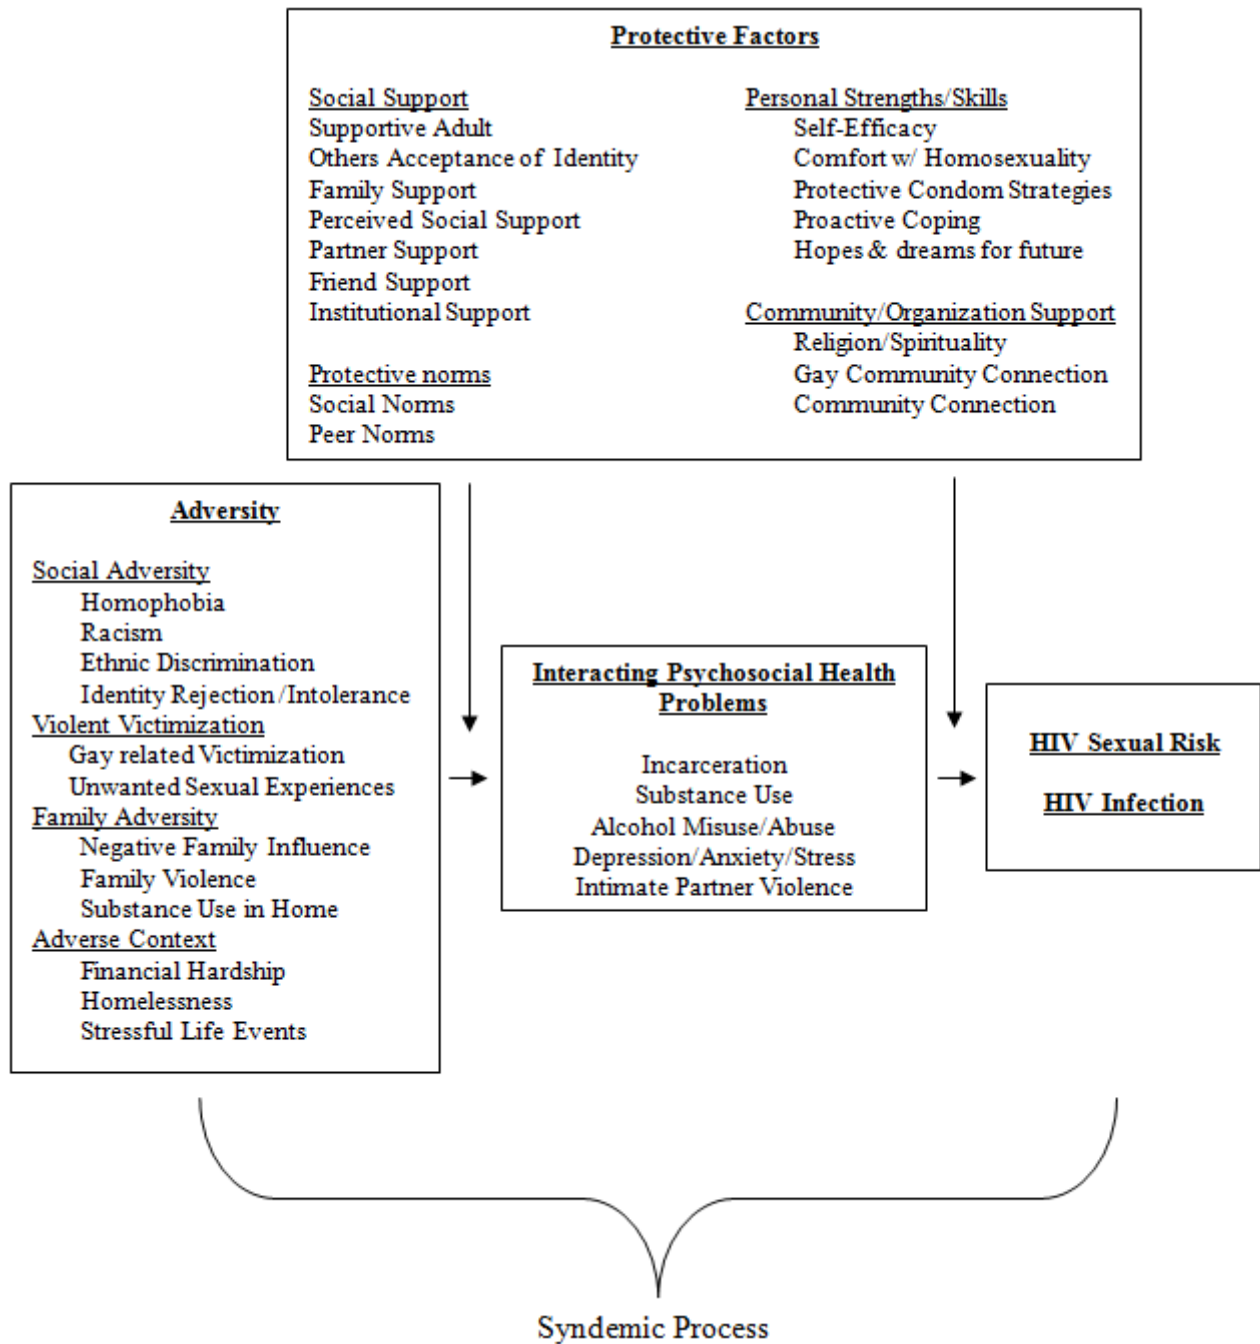 Protective Factors
Social Support
Supportive Adult
Others Acceptance of Identity
Family Support
Perceived Social Support
Partner Support
Friend Support
Institutional Support
Protective norms
Social Norms
Peer Norms
Personal Strengths/Skills
Self-Efficacy
Comfort w/ Homosexuality
Protective Condom Strategies
Proactive Coping
Hopes & dreams for future
Community/Organization Support
Religion/Spirituality
Gay Community Connection
Community Connection
Adversity
Social Adversity
Homophobia
Racism
Ethnic Discrimination
Identity Rejection/Intolerance
Violent Victimization
Gay related Victimization
Unwanted Sexual Experiences
Family Adversity
Negative Family Influence
Family Violence
Substance Use in Home
Adverse Context
Financial Hardship
Homelessness
Stressful Life Events
Interacting Psychosocial Health
Problems
Incarceration
Substance Use
Alcohol Misuse/Abuse
Depression/Anxiety/Stress
Intimate Partner Violence
HIV Sexual Risk
HIV Infection
Syndemic Process